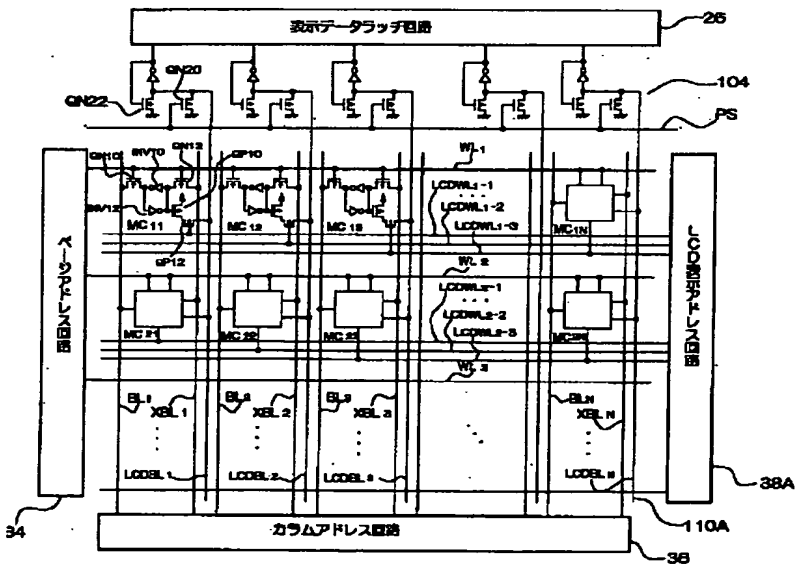 表示データラッチ回路
26
QN20
QN22
104
PS
QN10
INV10
QN12
QP10
WL1
INV12
LCDWL1-1
LCDWL1-2
LCDWL1-3
MC11
MC12
MC13
MC1N
QP12
WL2
LCDWL2-1
LCDWL2-2
LCDWL2-3
MC21
MC22
MC23
MC2N
WL3
ページアドレス回路
LCD表示アドレス回路
BL1
XBL1
BL2
XBL2
BL3
XBL3
BLN
XBLN
LCDBL1
LCDBL2
LCDBL3
LCDBLN
38A
34
110A
カラムアドレス回路
36